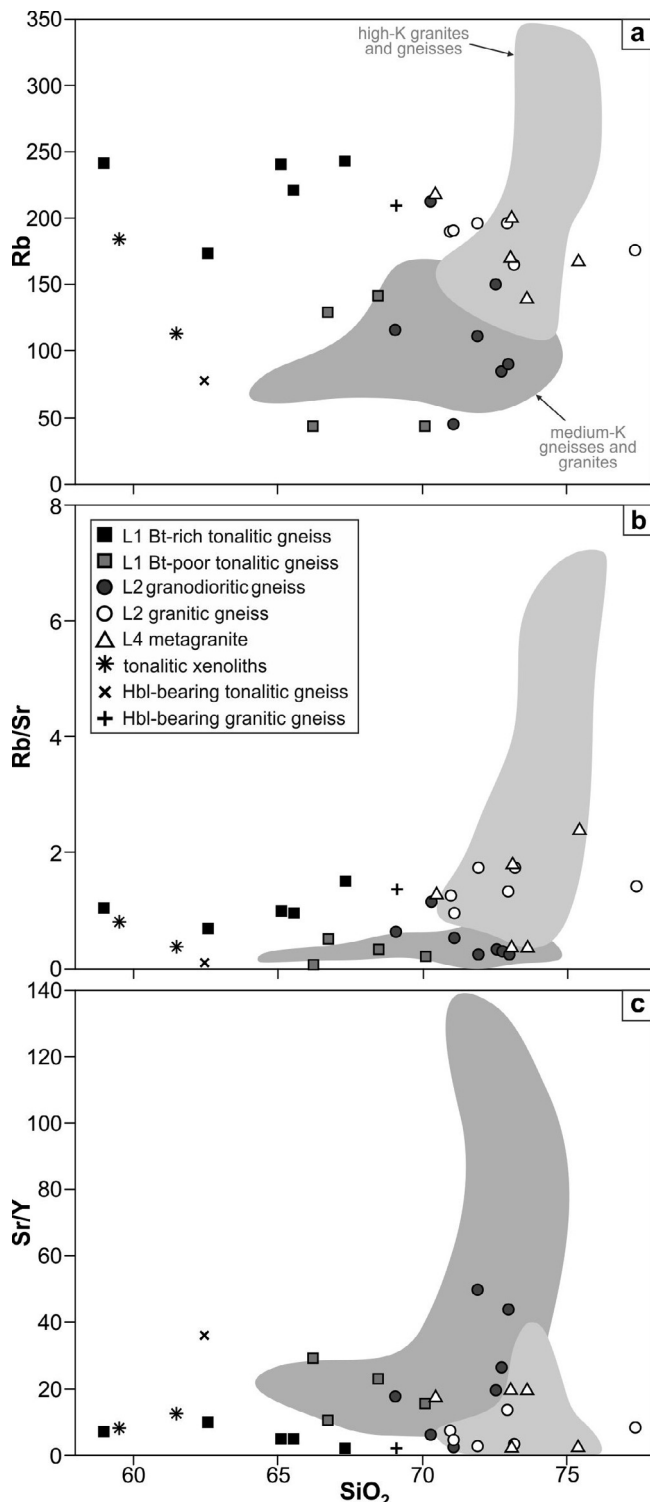 350
300
250
200
150
100
50
0
Rb
a
high-K granites
and gneisses
medium-K
gneisses and
granites
8
6
4
2
0
Rb/Sr
b
L1 Bt-rich tonalitic gneiss
L1 Bt-poor tonalitic gneiss
L2 granodioritic gneiss
L2 granitic gneiss
L4 metagranite
tonalitic xenoliths
Hbl-bearing tonalitic gneiss
Hbl-bearing granitic gneiss
140
120
100
80
60
40
20
0
Sr/Y
c
60 65 70 75
SiO₂